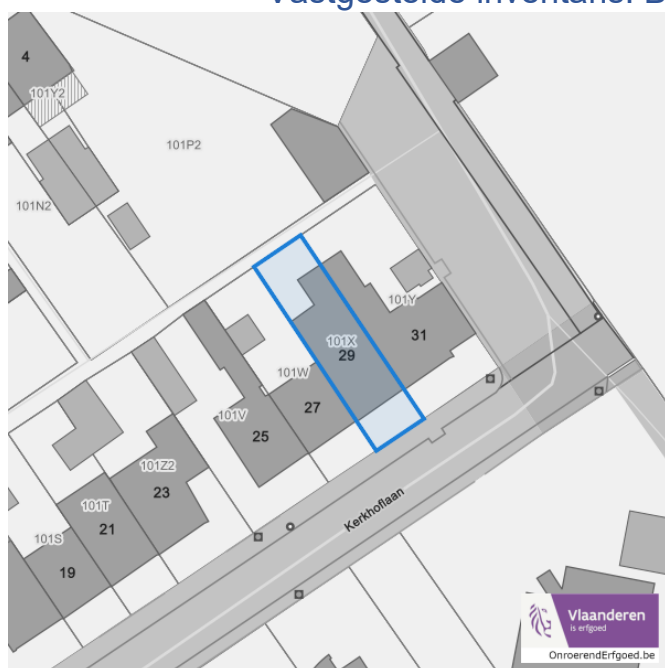 Vastgestelde Inventaris: B
4
101Y2
101P2
101N2
101Y
31
101X
29
101W
27
101V
25
101Z2
23
101T
21
101S
19
Kerkhoflaan
Vlaanderen
is erfgoed
OnroerendErfgoed.be